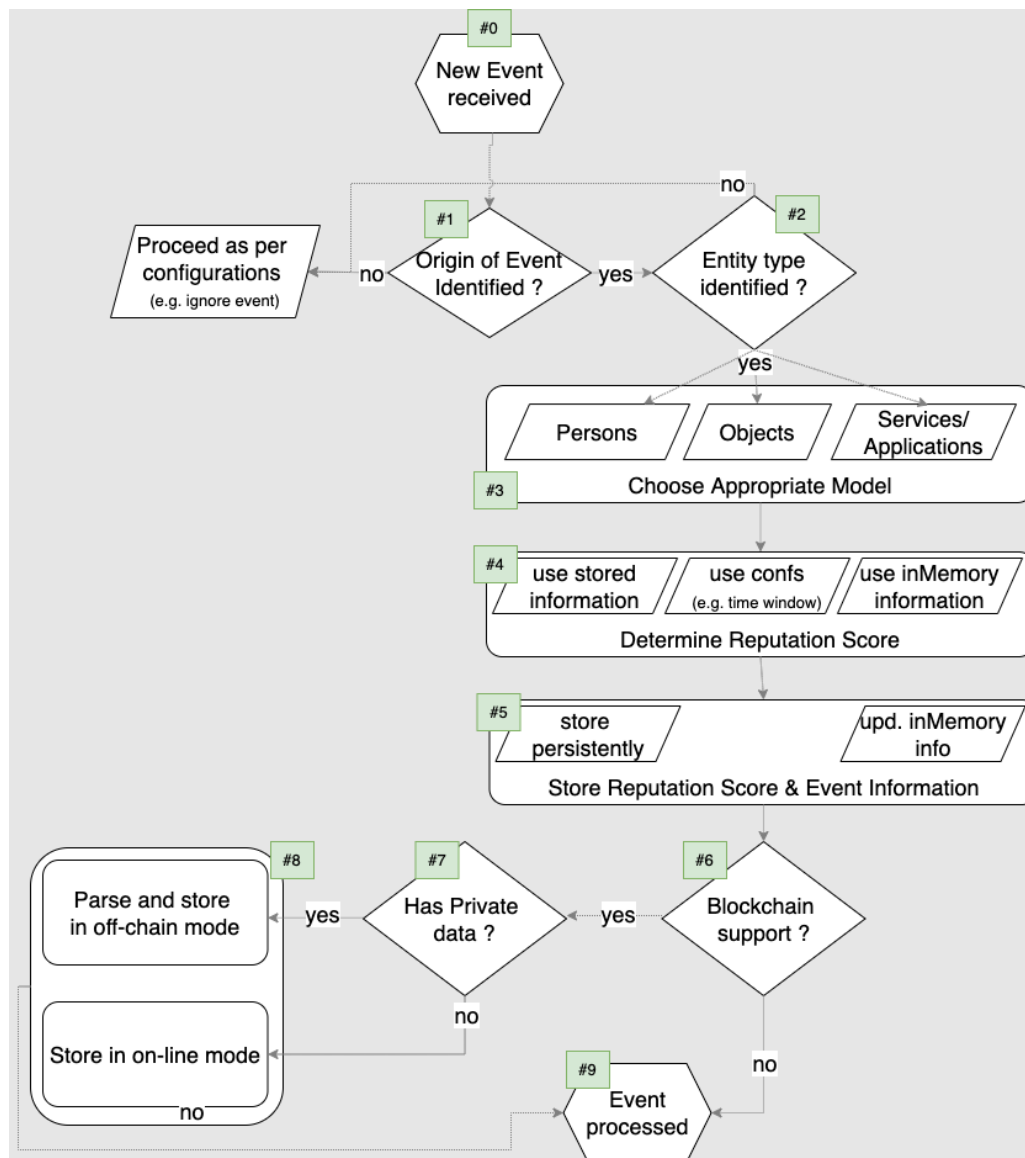 #0
New Event
received
no
#1
#2
Proceed as per
configurations
(e.g. ignore event)
no
Origin of Event
Identified ?
yes
Entity type
identified ?
yes
Persons
Objects
Services/
Applications
#3
Choose Appropriate Model
#4
use stored
information
use confs
(e.g. time window)
use inMemory
information
Determine Reputation Score
#5
store
persistently
upd. inMemory
info
Store Reputation Score & Event Information
#8
#7
#6
Parse and store
in off-chain mode
yes
Has Private
data ?
yes
Blockchain
support ?
no
Store in on-line mode
no
no
#9
Event
processed